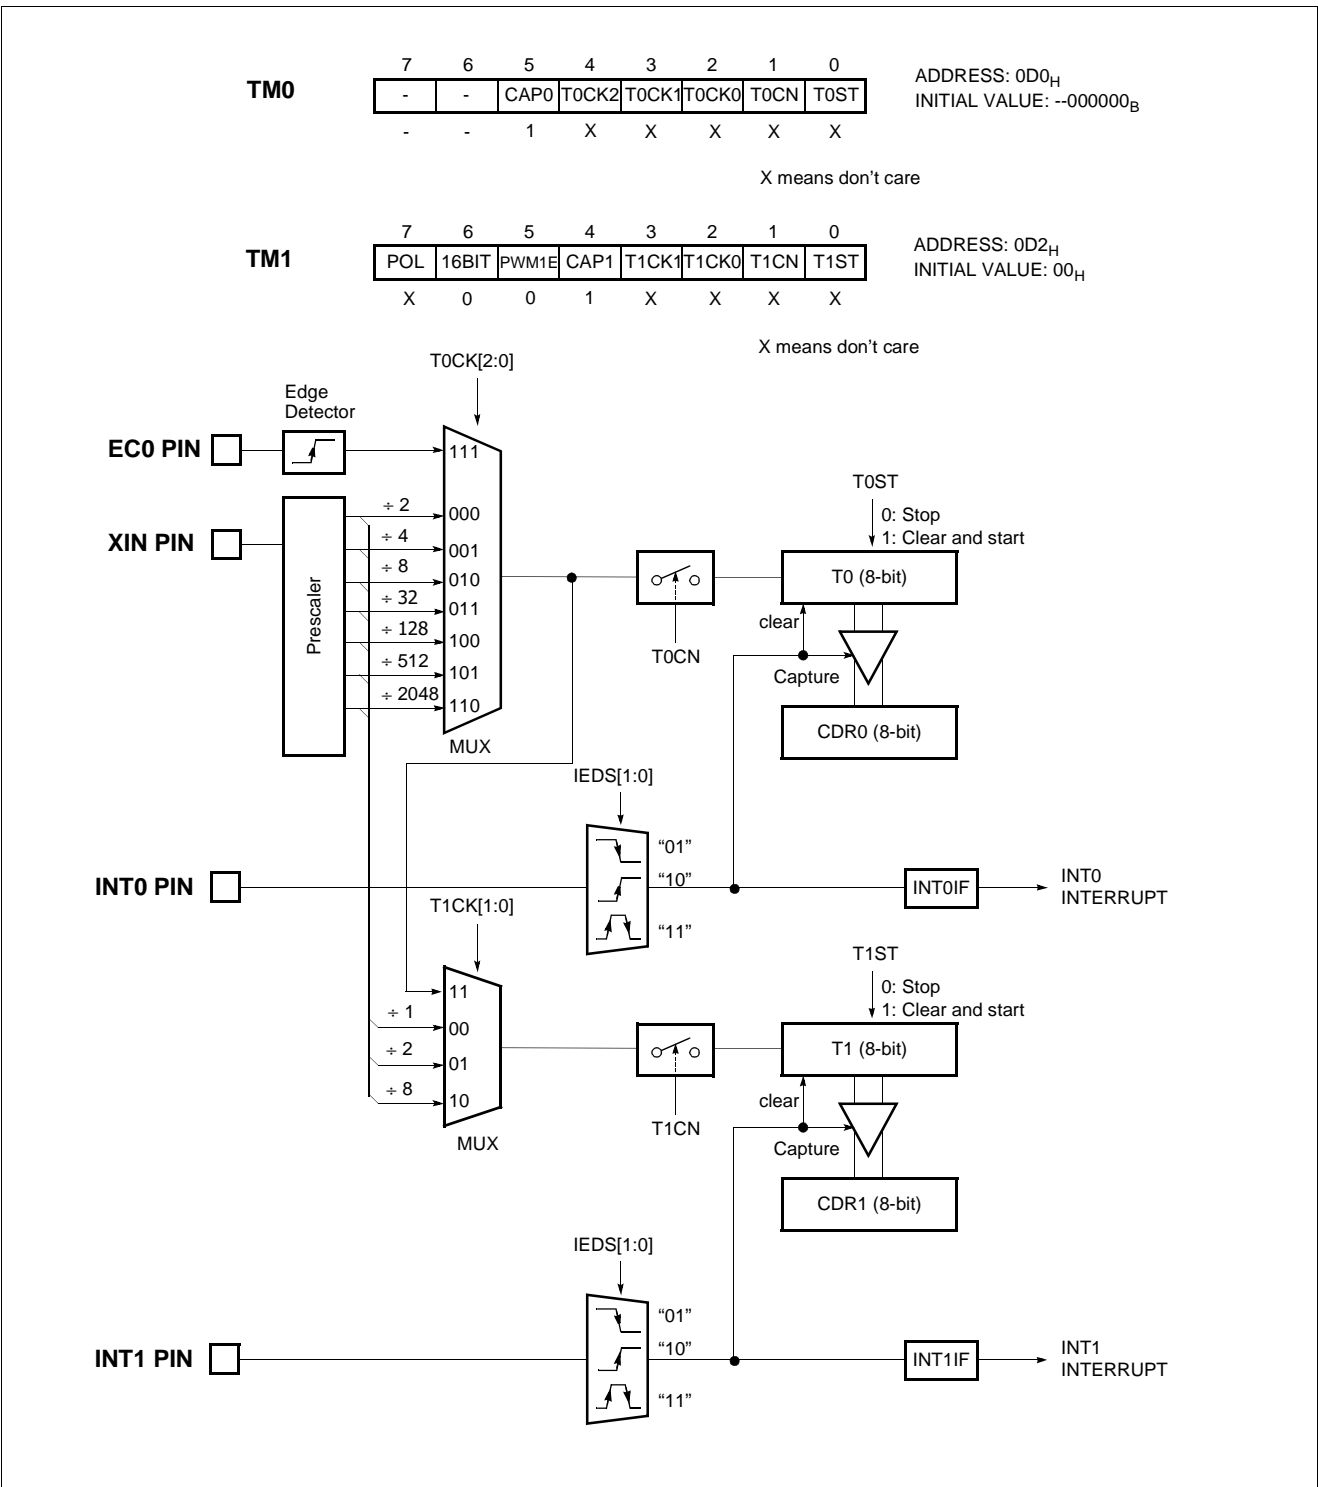 7 6 5 4 3 2 1 0
TM0 - - CAP0 T0CK2 T0CK1 T0CK0 T0CN T0ST
ADDRESS: 0D0H
INITIAL VALUE: --000000B
- - 1 X X X X X
X means don't care
7 6 5 4 3 2 1 0
TM1 POL 16BIT PWM1E CAP1 T1CK1 T1CK0 T1CN T1ST
ADDRESS: 0D2H
INITIAL VALUE: 00H
X 0 0 1 X X X X
X means don't care
T0CK[2:0]
Edge
Detector
EC0 PIN
111
XIN PIN
Prescaler
÷ 2
000
÷ 4
001
÷ 8
010
÷ 32
011
÷ 128
100
÷ 512
101
÷ 2048
110
MUX
T0CN
T0ST
0: Stop
1: Clear and start
T0 (8-bit)
clear
Capture
CDR0 (8-bit)
IEDS[1:0]
“01”
INT0 PIN
“10”
“11”
INT0IF
INT0
INTERRUPT
T1CK[1:0]
11
÷ 1
00
÷ 2
01
÷ 8
10
MUX
T1CN
T1ST
0: Stop
1: Clear and start
T1 (8-bit)
clear
Capture
CDR1 (8-bit)
IEDS[1:0]
“01”
INT1 PIN
“10”
“11”
INT1IF
INT1
INTERRUPT